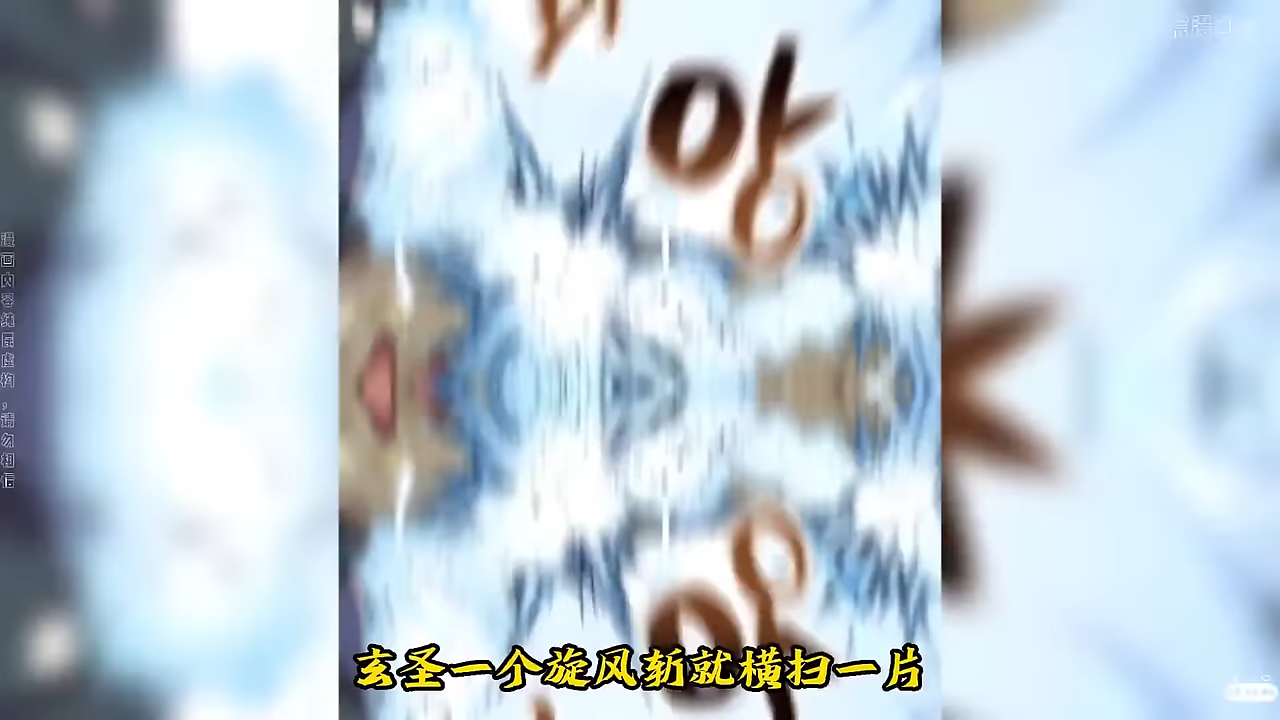 漫画内容纯属虚构，请勿相信
앙
玄圣一个旋风斩就横扫一片